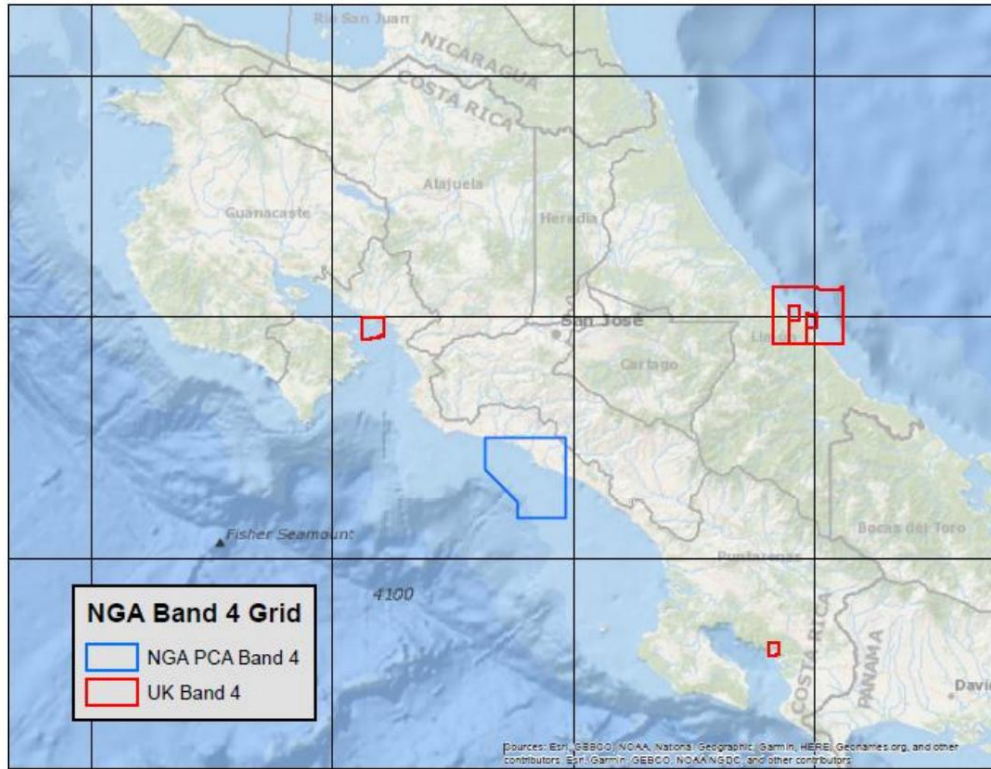 Rio San Juan
NICARAGUA
COSTA RICA
Alajuela
Guanacaste
Heredia
San José
Limón
Cartago
Fisher Seamount
Bocas del Toro
Puntarenas
4100
NGA Band 4 Grid
NGA PCA Band 4
UK Band 4
COSTA RICA
PANAMA
Davi
Sources: Esri, GEBCO, NOAA, National Geographic, Garmin, HERE, Geonames.org, and other
contributors, Esri, Garmin, GEBCO, NOAA NGDC, and other contributors